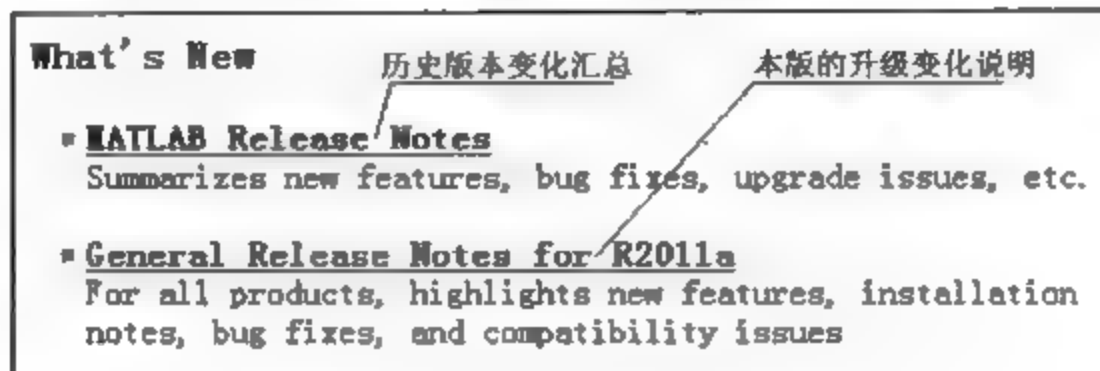 What's New
历史版本变化汇总
本版的升级变化说明
MATLAB Release Notes
Summarizes new features, bug fixes, upgrade issues, etc.
General Release Notes for R2011a
For all products, highlights new features, installation
notes, bug fixes, and compatibility issues